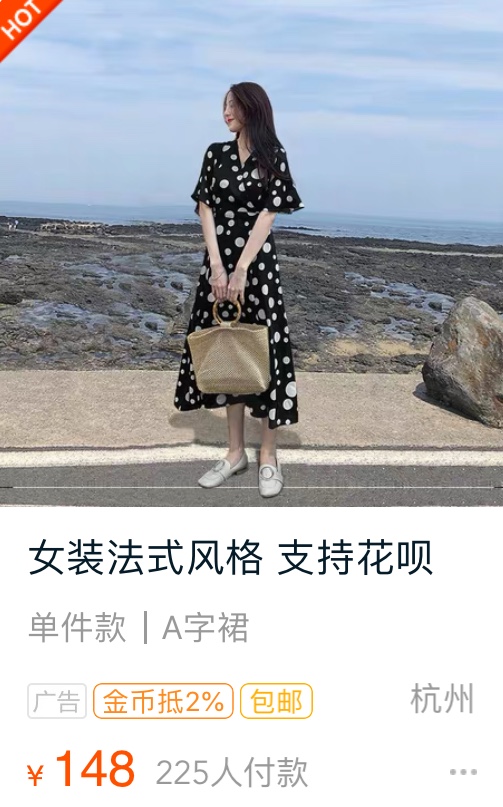 HOT
女装法式风格 支持花呗
单件款 | A字裙
广告 金币抵2% 包邮 杭州
¥ 148 225人付款